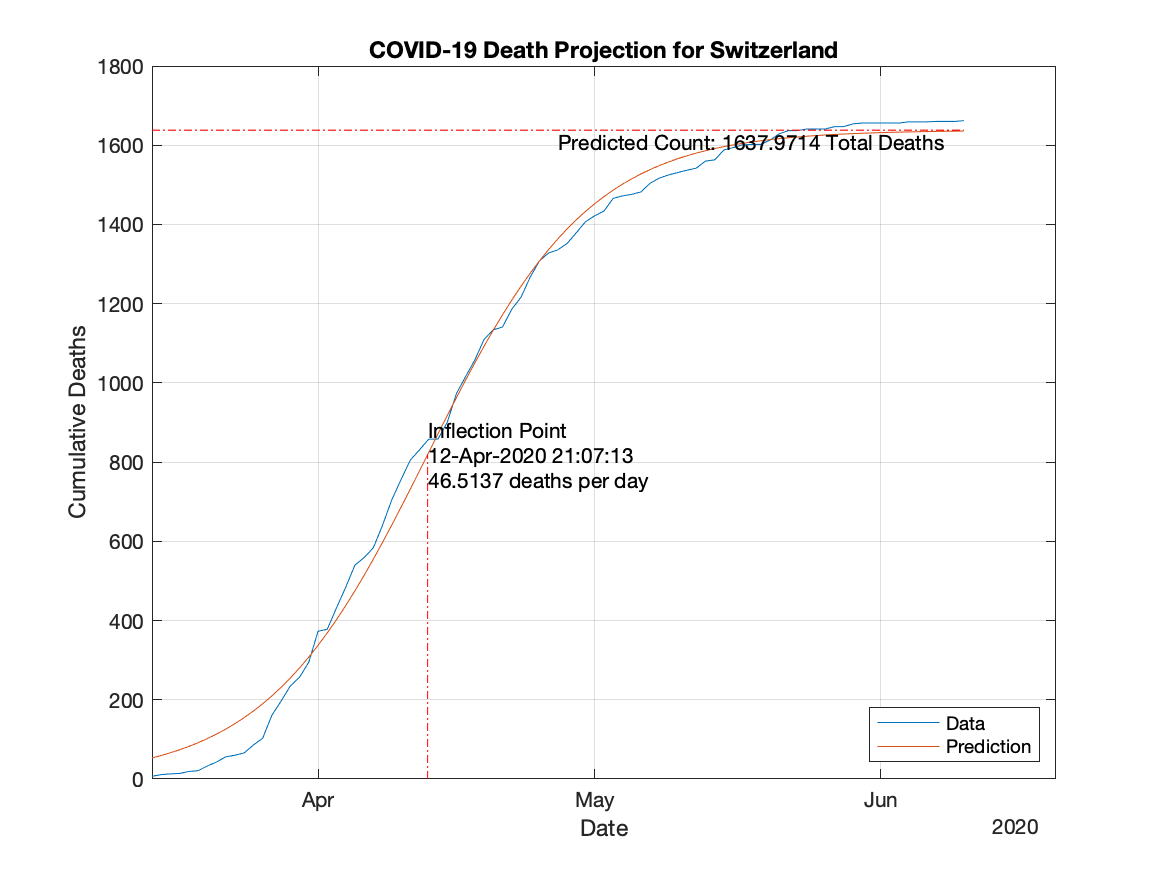 COVID-19 Death Projection for Switzerland
1800
1600
1400
1200
1000
800
600
400
200
0
Cumulative Deaths
Predicted Count: 1637.9714 Total Deaths
Inflection Point
12-Apr-2020 21:07:13
46.5137 deaths per day
Data
Prediction
Apr
May
Jun
Date
2020